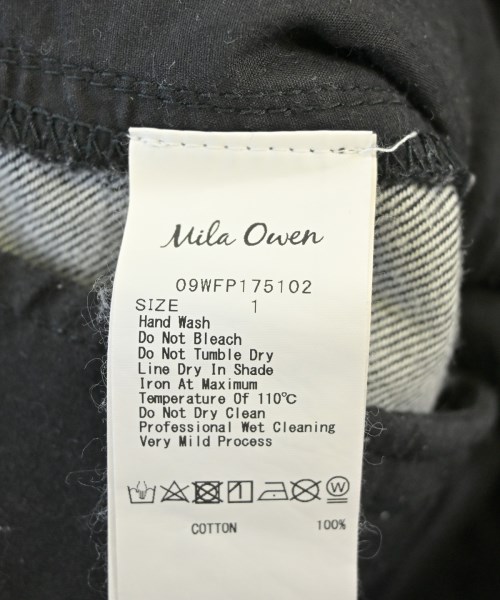 Mila Owen
09WFP175102
SIZE 1
Hand Wash
Do Not Bleach
Do Not Tumble Dry
Line Dry In Shade
Iron At Maximum
Temperature Of 110℃
Do Not Dry Clean
Professional Wet Cleaning
Very Mild Process
W
COTTON 100%